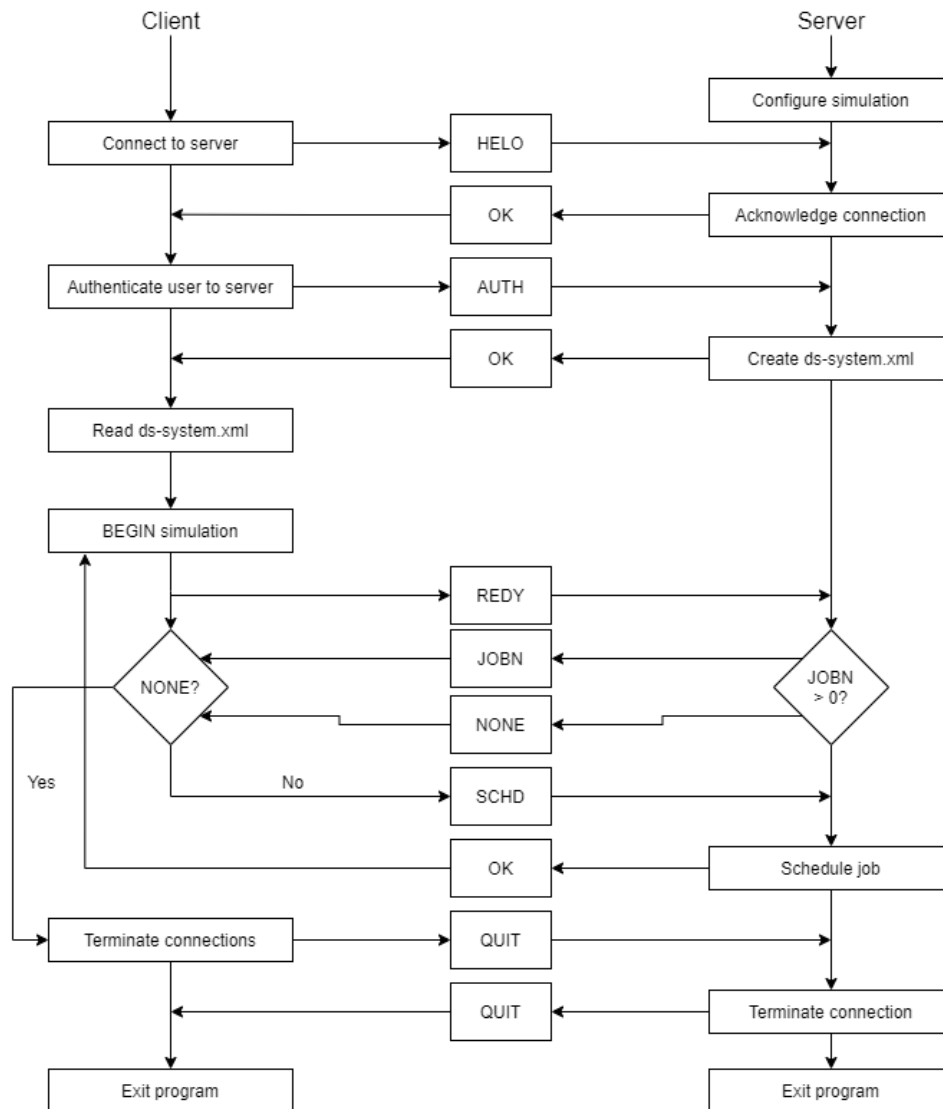 Client
Server
Configure simulation
Connect to server
HELO
OK
Acknowledge connection
Authenticate user to server
AUTH
OK
Create ds-system.xml
Read ds-system.xml
BEGIN simulation
REDY
NONE?
JOBN
JOBN
> 0?
NONE
Yes
No
SCHD
OK
Schedule job
Terminate connections
QUIT
QUIT
Terminate connection
Exit program
Exit program